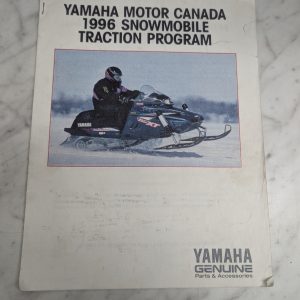 YAMAHA MOTOR CANADA
1996 SNOWMOBILE
TRACTION PROGRAM
YAMAHA
GENUINE
Parts & Accessories